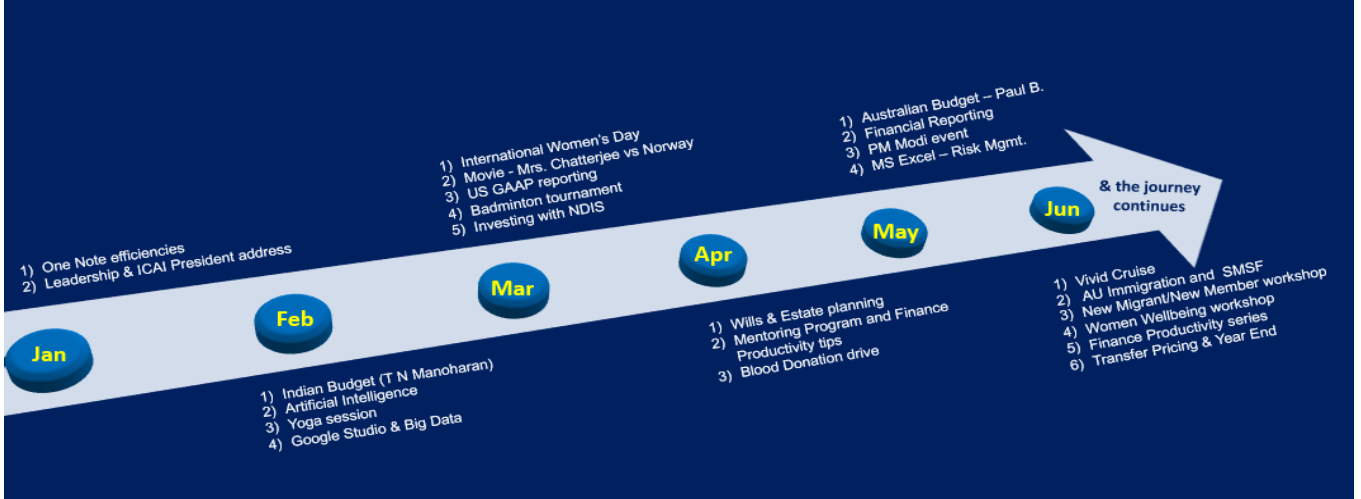 Jan
1) One Note efficiencies
2) Leadership & ICAI President address
Feb
1) Indian Budget (T N Manoharan)
2) Artificial Intelligence
3) Yoga session
4) Google Studio & Big Data
Mar
1) International Women's Day
2) Movie - Mrs. Chatterjee vs Norway
3) US GAAP reporting
4) Badminton tournament
5) Investing with NDIS
Apr
1) Wills & Estate planning
2) Mentoring Program and Finance
Productivity tips
3) Blood Donation drive
May
1) Australian Budget – Paul B.
2) Financial Reporting
3) PM Modi event
4) MS Excel – Risk Mgmt.
Jun
1) Vivid Cruise
2) AU Immigration and SMSF
3) New Migrant/New Member workshop
4) Women Wellbeing workshop
5) Finance Productivity series
6) Transfer Pricing & Year End
& the journey
continues